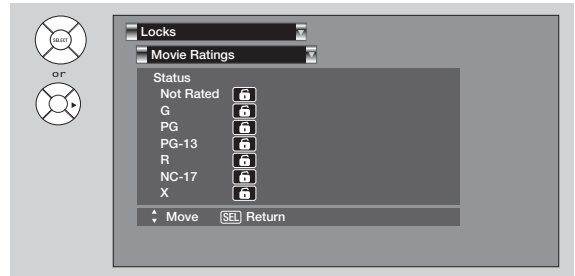 SELECT
or
Locks
Movie Ratings
Status
Not Rated
G
PG
PG-13
R
NC-17
X
Move SEL Return